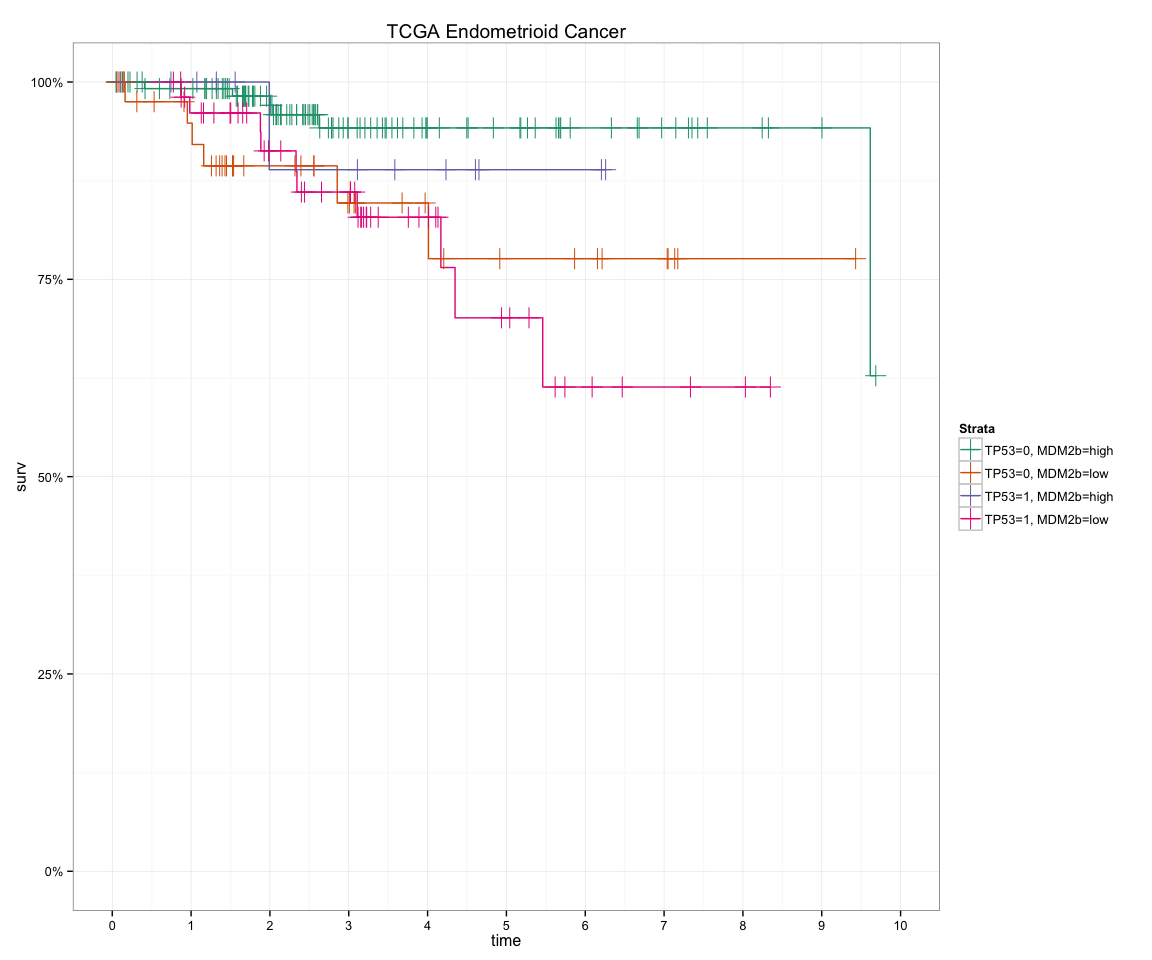 TCGA Endometrioid Cancer
100%
75%
50%
25%
0%
surv
0 1 2 3 4 5 6 7 8 9 10
time
Strata
TP53=0, MDM2b=high
TP53=0, MDM2b=low
TP53=1, MDM2b=high
TP53=1, MDM2b=low